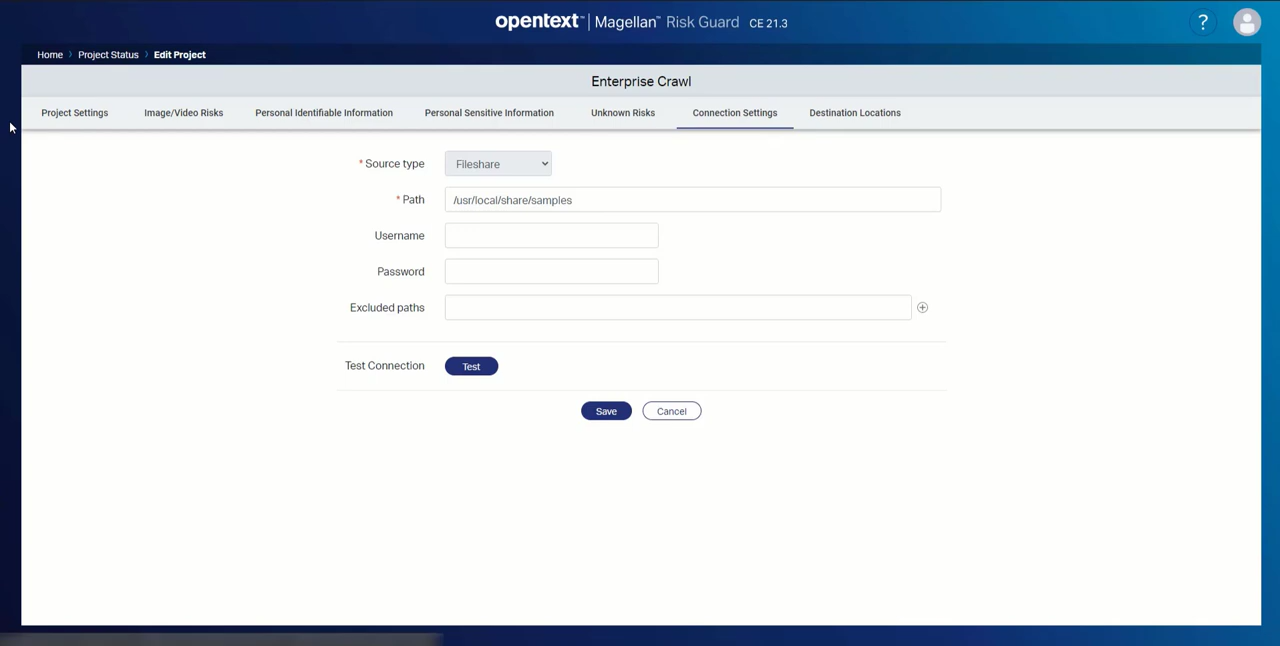 opentext™ | Magellan™ Risk Guard CE 21.3
?
Home › Project Status › Edit Project
Enterprise Crawl
Project Settings Image/Video Risks Personal Identifiable Information Personal Sensitive Information Unknown Risks Connection Settings Destination Locations
* Source type Fileshare
* Path /usr/local/share/samples
Username
Password
Excluded paths
Test Connection Test
Save Cancel